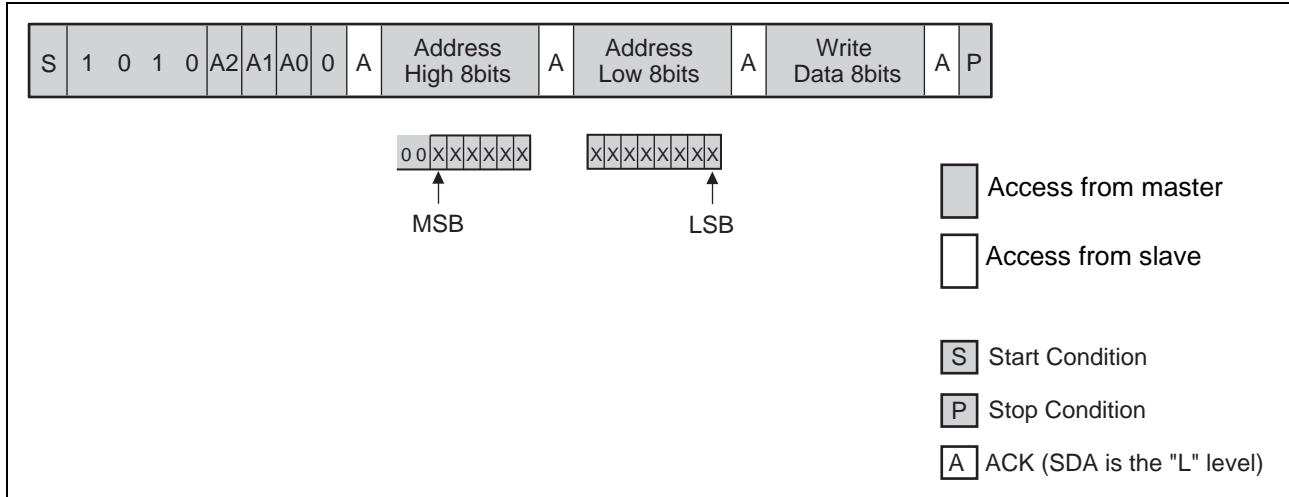 S 1 0 1 0 A2 A1 A0 0 A Address High 8bits A Address Low 8bits A Write Data 8bits A P
0 0 X X X X X X X X X X X X X X
MSB LSB
Access from master
Access from slave
S Start Condition
P Stop Condition
A ACK (SDA is the "L" level)